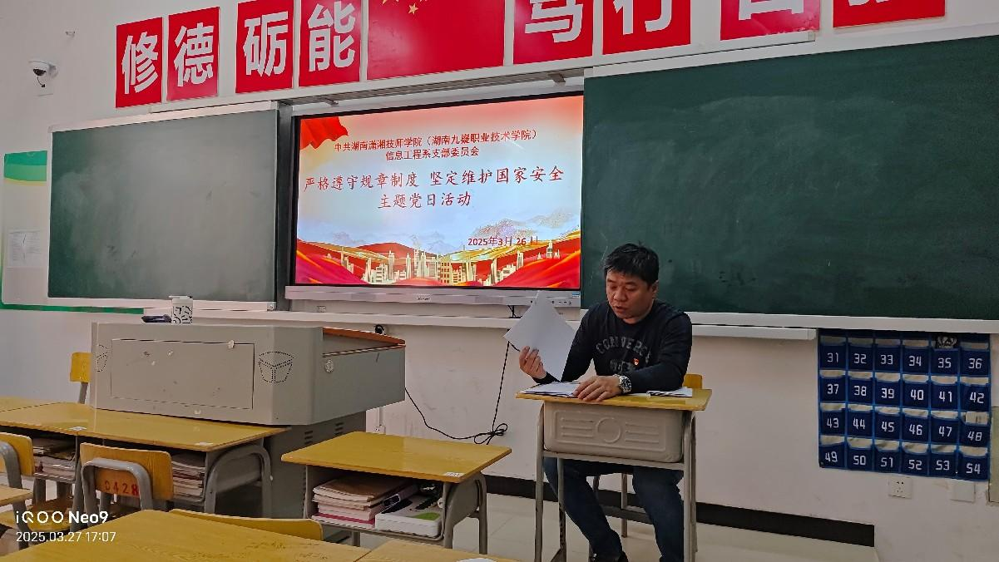 修德 砺能
笃行
中共湖南潇湘技师学院（湖南九嶷职业技术学院）
信息工程系支部委员会
严格遵守规章制度 坚定维护国家安全
主题党日活动
2025年3月26日
CONVERSE
31 32 33 34 35 36
37 38 39 40 41 42
43 44 45 46 47 48
49 50 51 52 53 54
0428
iQOO Neo9
2025.03.27 17:07